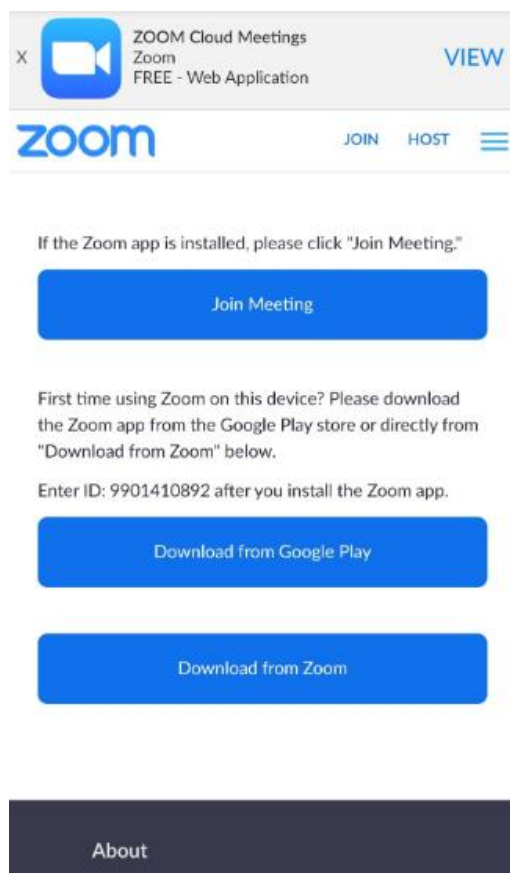 X
ZOOM Cloud Meetings
Zoom
FREE - Web Application
VIEW
zoom
JOIN HOST
If the Zoom app is installed, please click "Join Meeting."
Join Meeting
First time using Zoom on this device? Please download
the Zoom app from the Google Play store or directly from
"Download from Zoom" below.
Enter ID: 9901410892 after you install the Zoom app.
Download from Google Play
Download from Zoom
About